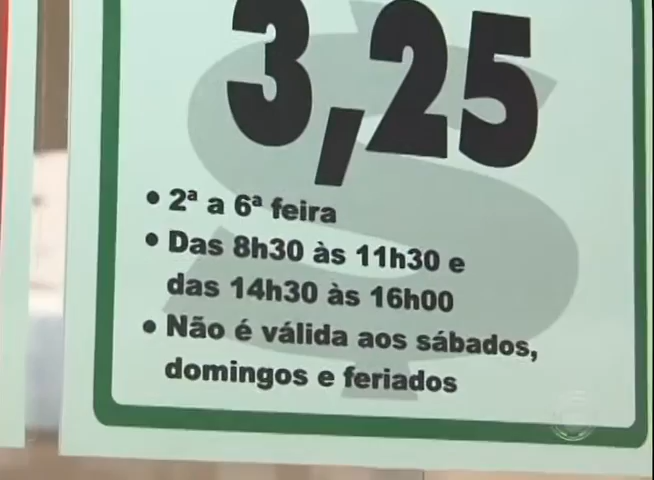 3,25
• 2ª a 6ª feira
• Das 8h30 às 11h30 e
das 14h30 às 16h00
• Não é válida aos sábados,
domingos e feriados